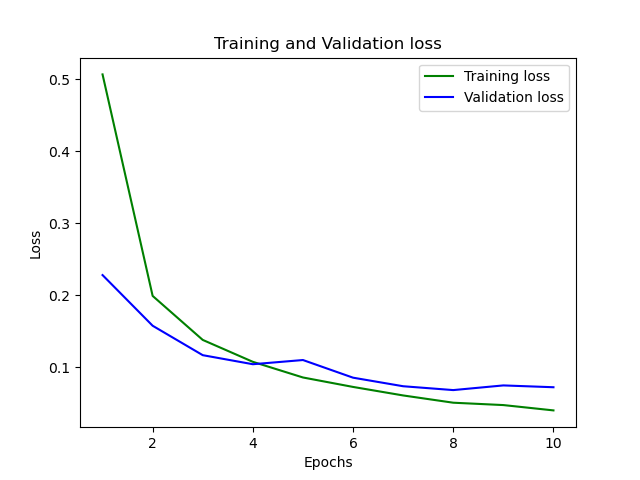 Training and Validation loss
Training loss
Validation loss
0.5
0.4
0.3
0.2
0.1
Loss
2
4
6
8
10
Epochs